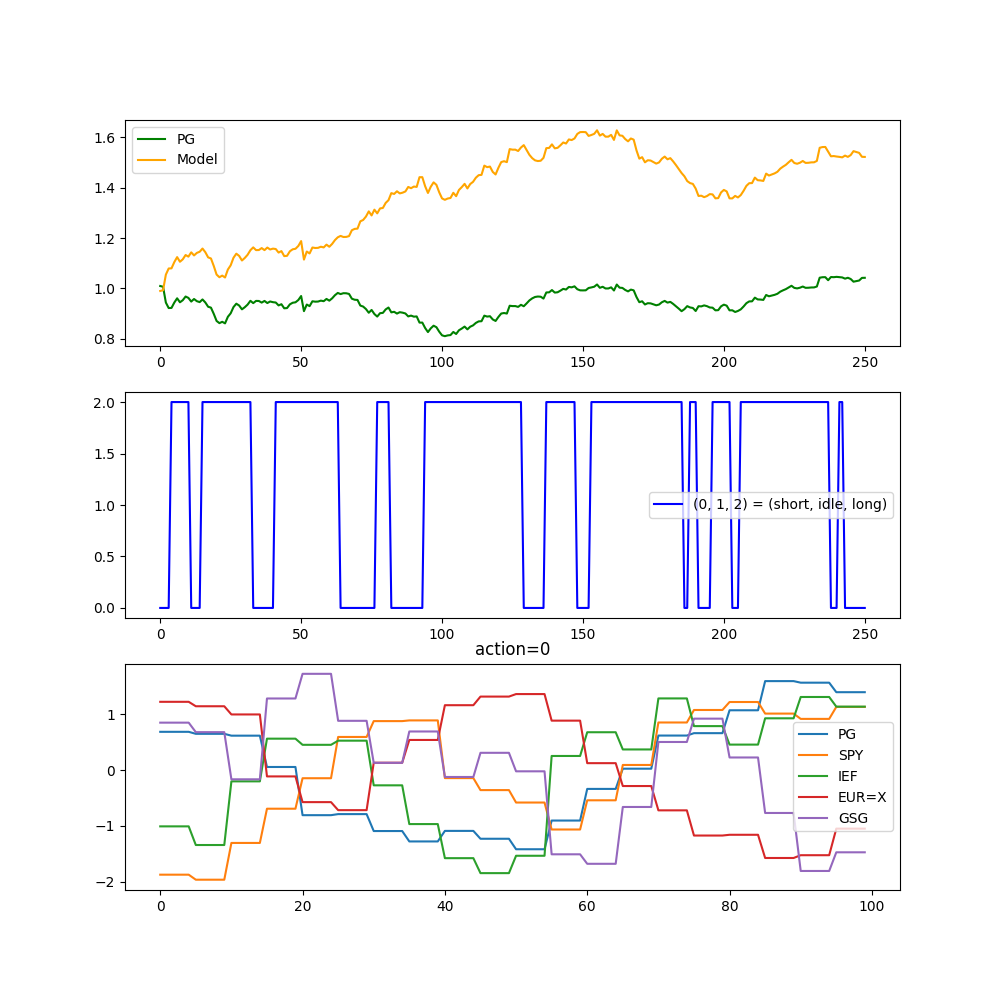 1.6
1.4
1.2
1.0
0.8
PG
Model
0 50 100 150 200 250
2.0
1.5
1.0
0.5
0.0
(0, 1, 2) = (short, idle, long)
0 50 100 150 200 250
action=0
1
0
−1
−2
PG
SPY
IEF
EUR=X
GSG
0 20 40 60 80 100